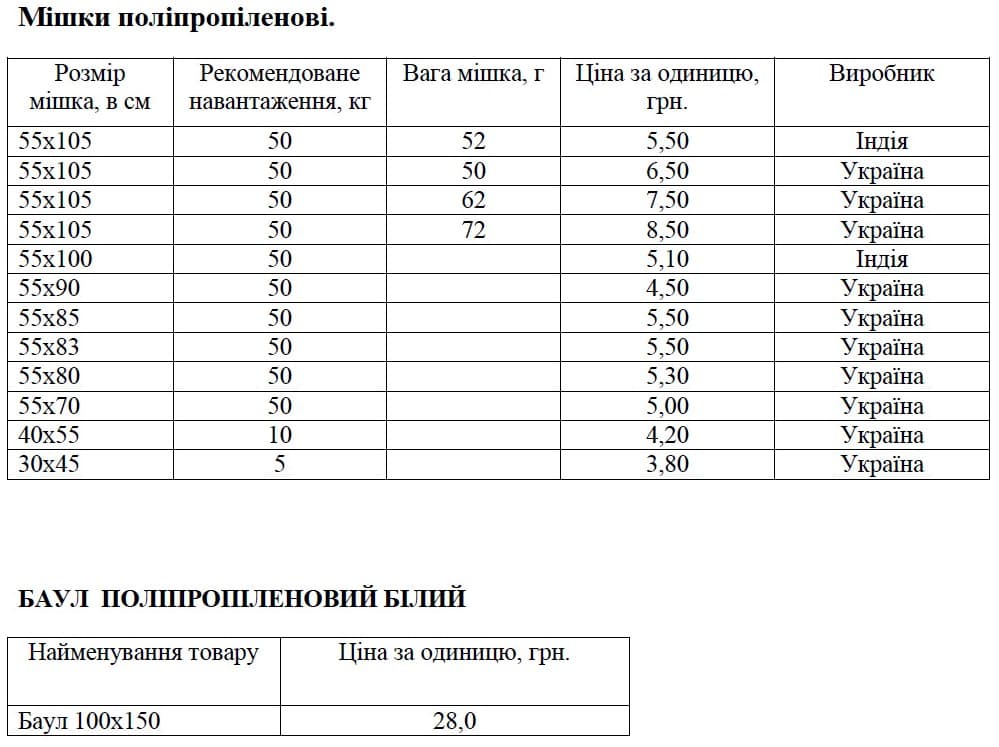 Мішки поліпропіленові.
Розмір мішка, в см Рекомендоване навантаження, кг Вага мішка, г Ціна за одиницю, грн. Виробник
55х105 50 52 5,50 Індія
55х105 50 50 6,50 Україна
55х105 50 62 7,50 Україна
55х105 50 72 8,50 Україна
55х100 50 5,10 Індія
55х90 50 4,50 Україна
55х85 50 5,50 Україна
55х83 50 5,50 Україна
55х80 50 5,30 Україна
55х70 50 5,00 Україна
40х55 10 4,20 Україна
30х45 5 3,80 Україна
БАУЛ ПОЛІПРОПІЛЕНОВИЙ БІЛИЙ
Найменування товару Ціна за одиницю, грн.
Баул 100х150 28,0